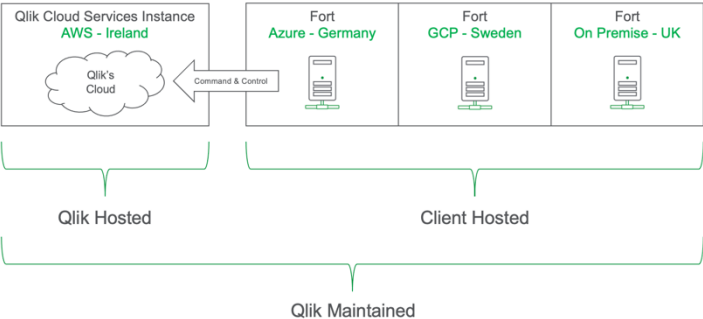 Qlik Cloud Services Instance
AWS - Ireland
Qlik's
Cloud
Command & Control
Fort
Azure - Germany
Fort
GCP - Sweden
Fort
On Premise - UK
Qlik Hosted
Client Hosted
Qlik Maintained